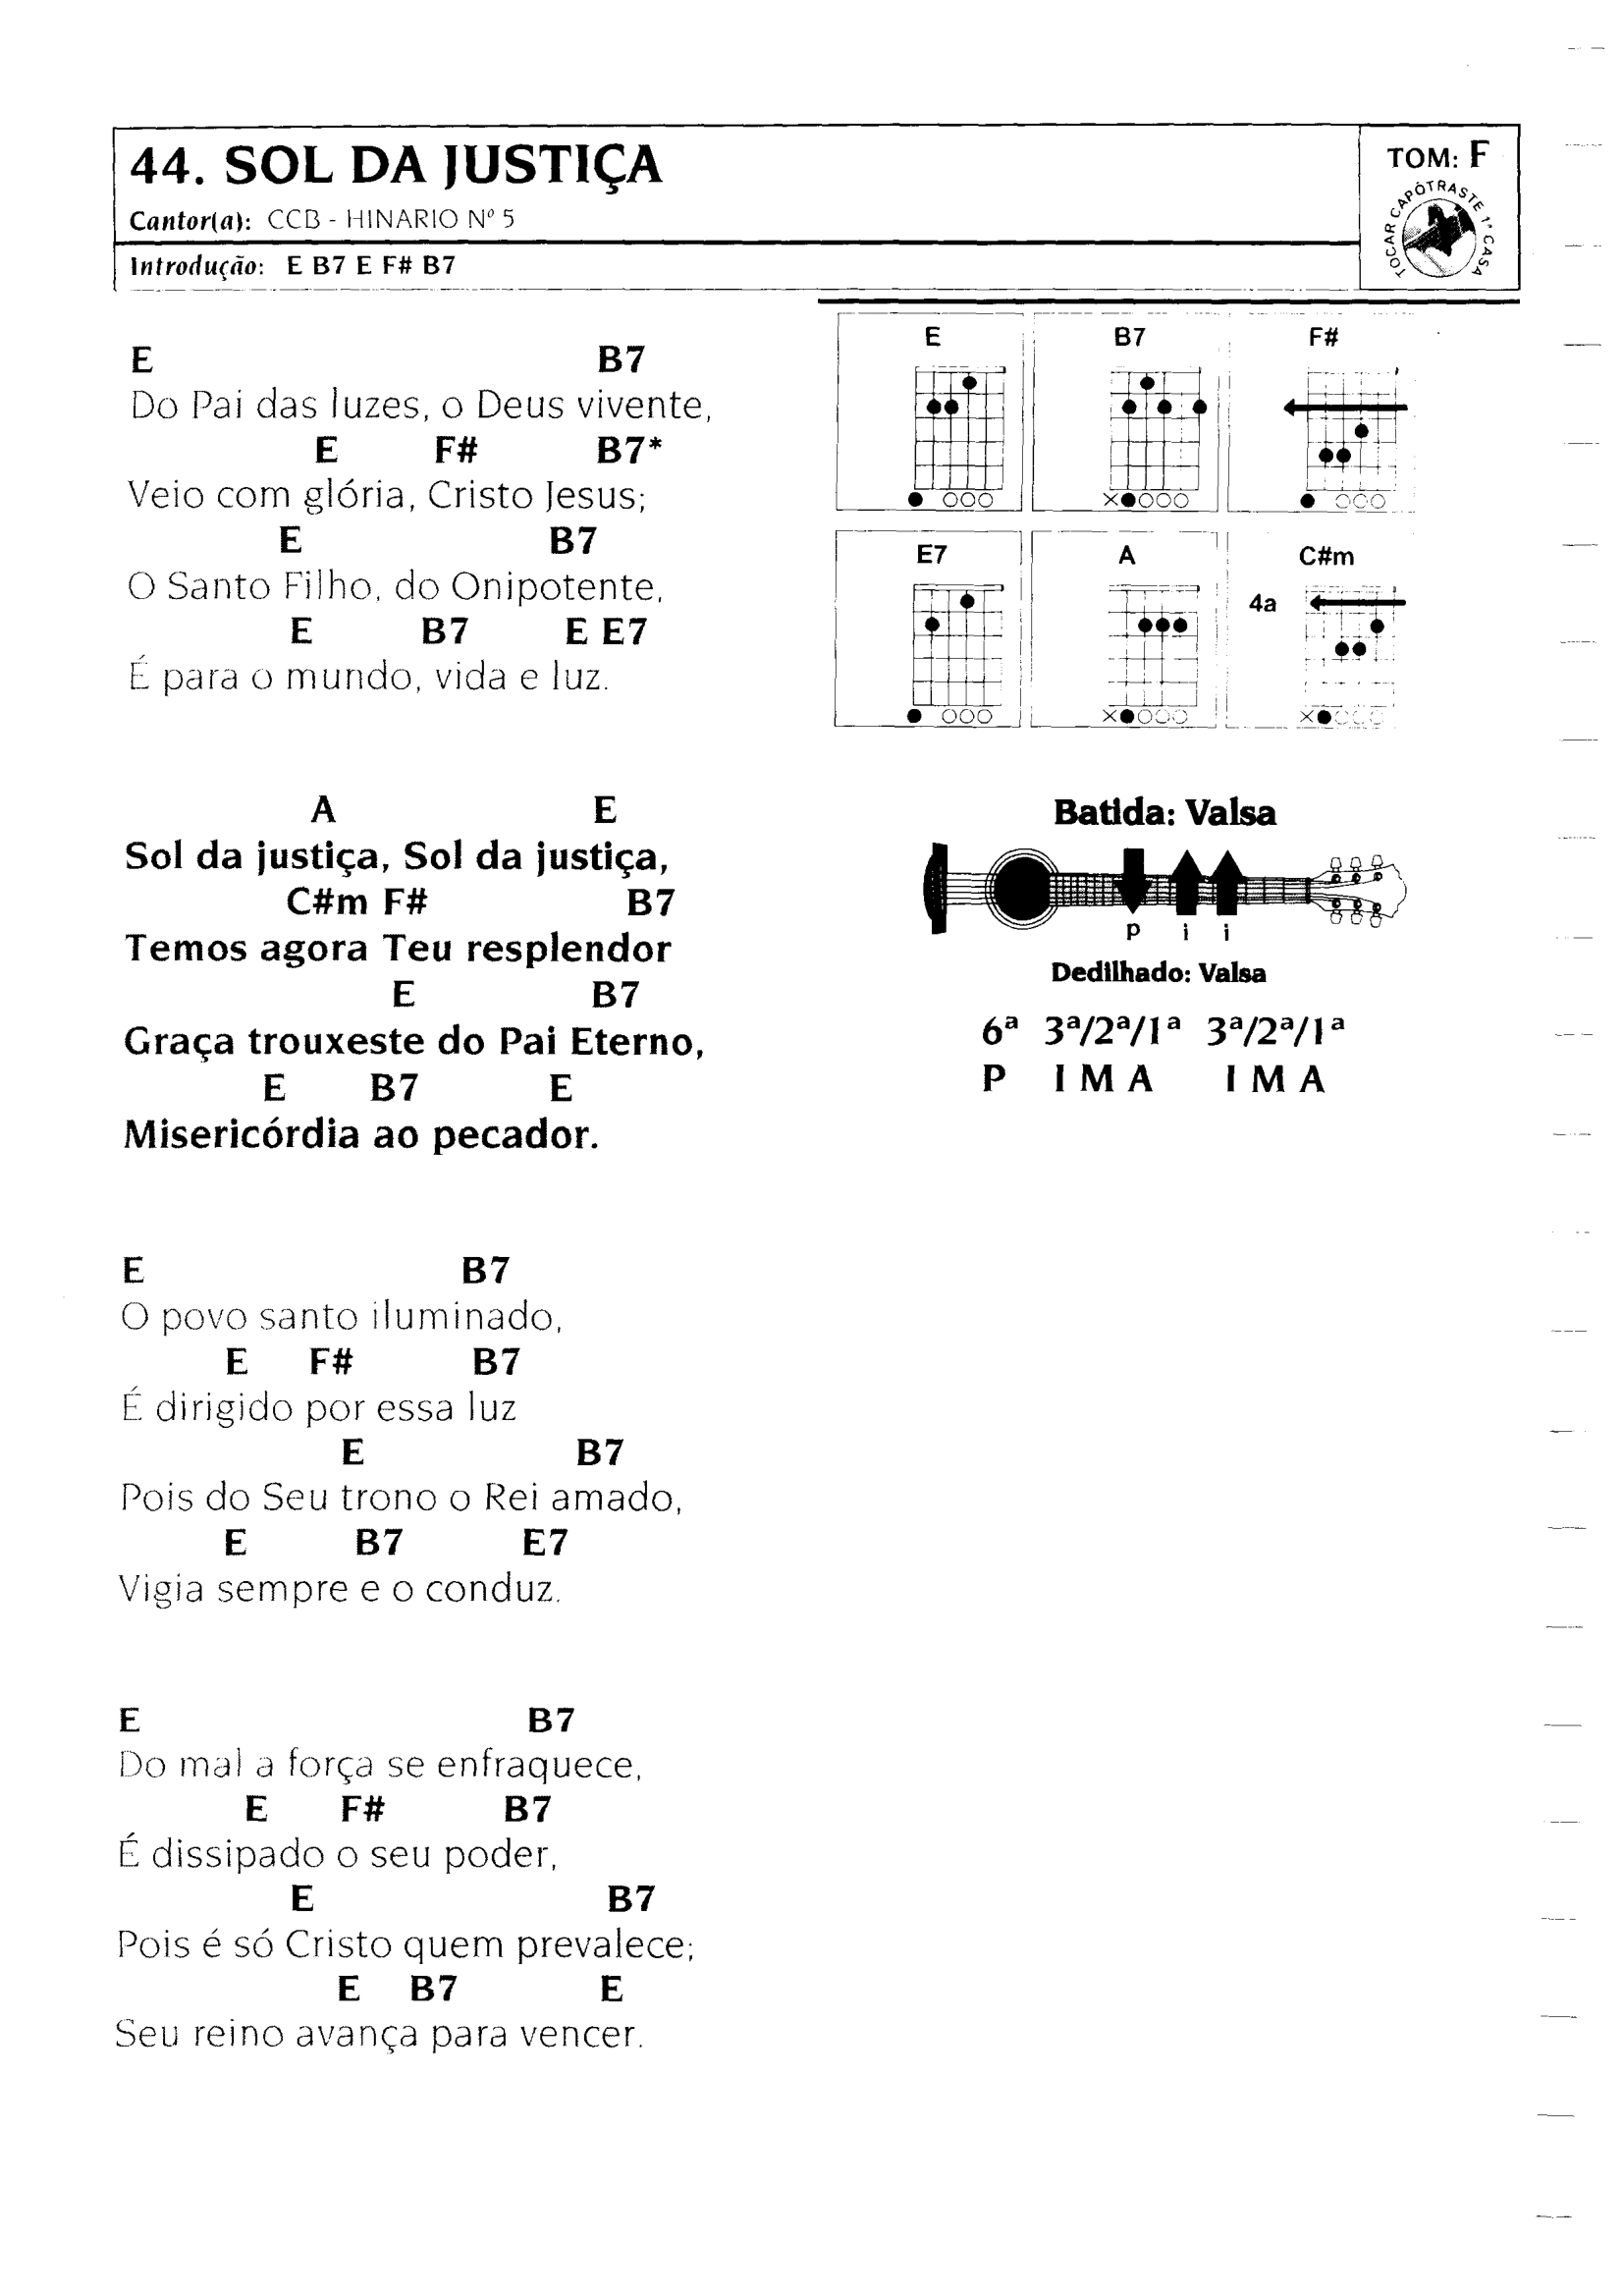 44. SOL DA JUSTIÇA
Cantor(a): CCB - HINARIO Nº 5
Introdução: E B7 E F# B7
TOM: F
TOCAR CAPÒTRASTE 1ª CASA
E B7
Do Pai das luzes, o Deus vivente,
E F# B7*
Veio com glória, Cristo Jesus;
E B7
O Santo Filho, do Onipotente,
E B7 E E7
É para o mundo, vida e luz.
A E
Sol da justiça, Sol da justiça,
C#m F# B7
Temos agora Teu resplendor
E B7
Graça trouxeste do Pai Eterno,
E B7 E
Misericórdia ao pecador.
E B7
O povo santo iluminado,
E F# B7
É dirigido por essa luz
E B7
Pois do Seu trono o Rei amado,
E B7 E7
Vigia sempre e o conduz.
E B7
Do mal a força se enfraquece,
E F# B7
É dissipado o seu poder,
E B7
Pois é só Cristo quem prevalece;
E B7 E
Seu reino avança para vencer.
E B7 F#
E7 A C#m
4a
Batida: Valsa
p i i
Dedilhado: Valsa
6ª 3ª/2ª/1ª 3ª/2ª/1ª
P I M A I M A